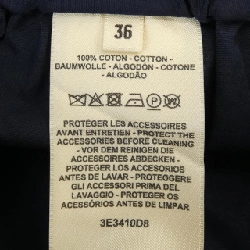 36
100% COTON - COTTON -
BAUMWOLLE - ALGODÓN - COTONE
- ALGODÃO
PROTÉGER LES ACCESSOIRES
AVANT ENTRETIEN - PROTECT THE
ACCESSORIES BEFORE CLEANING
- VOR DEM REINIGEN DIE
ACCESSOIRES ABDECKEN -
PROTEGER LOS ACCESORIOS
ANTES DE LAVAR - PROTEGGERE
GLI ACCESSORI PRIMA DEL
LAVAGGIO - PROTEGER OS
ACESSÓRIOS ANTES DE LIMPAR
3E3410D8